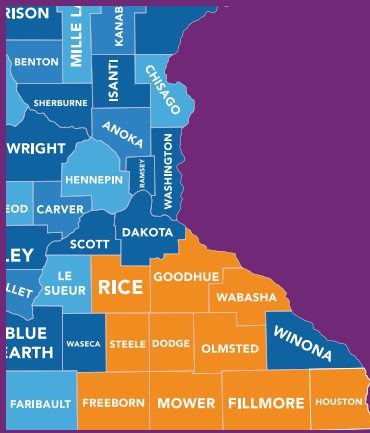 RISON
MILLE LA
KANAB
BENTON
ISANTI
CHISAGO
SHERBURNE
ANOKA
WRIGHT
RAMSEY
WASHINGTON
HENNEPIN
EOD
CARVER
SCOTT
DAKOTA
LEY
LE
SUEUR
RICE
GOODHUE
LLET
WABASHA
BLUE
EARTH
WASECA
STEELE
DODGE
OLMSTED
WINONA
FARIBAULT
FREEBORN
MOWER
FILLMORE
HOUSTON